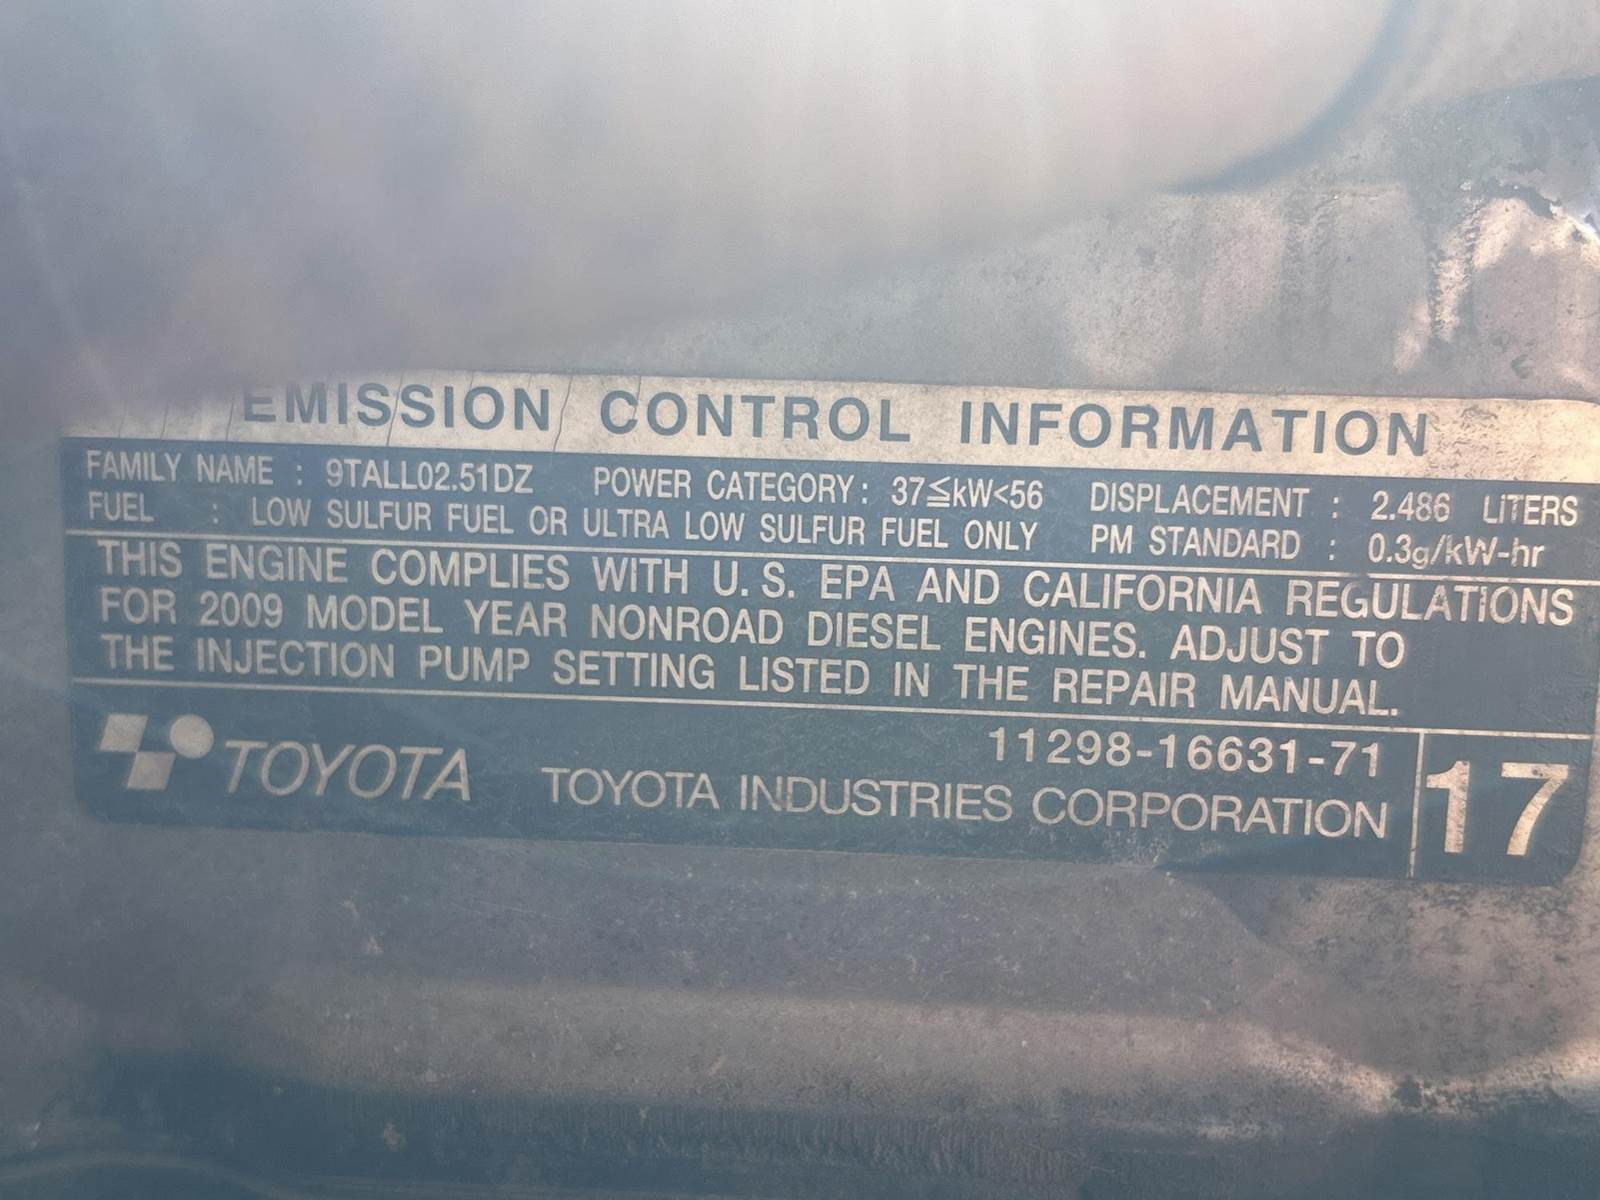 EMISSION CONTROL INFORMATION
FAMILY NAME : 9TALL02.51DZ POWER CATEGORY : 37≦kW<56 DISPLACEMENT : 2.486 LITERS
FUEL : LOW SULFUR FUEL OR ULTRA LOW SULFUR FUEL ONLY PM STANDARD : 0.3g/kW-hr
THIS ENGINE COMPLIES WITH U.S. EPA AND CALIFORNIA REGULATIONS
FOR 2009 MODEL YEAR NONROAD DIESEL ENGINES. ADJUST TO
THE INJECTION PUMP SETTING LISTED IN THE REPAIR MANUAL.
11298-16631-71
TOYOTA TOYOTA INDUSTRIES CORPORATION 17